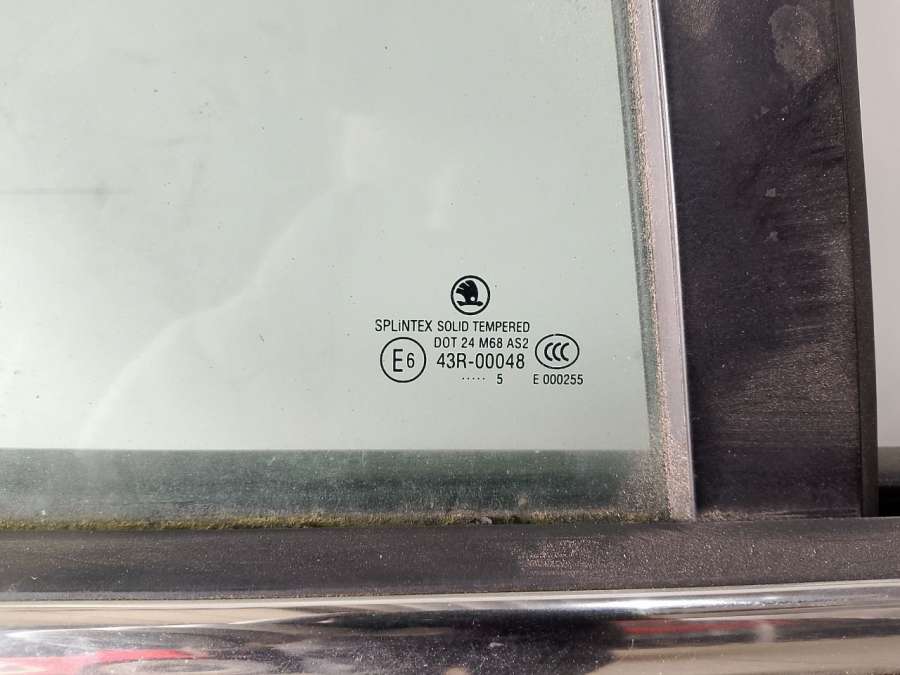 SPLiNTEX SOLID TEMPERED
DOT 24 M68 AS2
E6 43R-00048 CCC
..... 5 E 000255